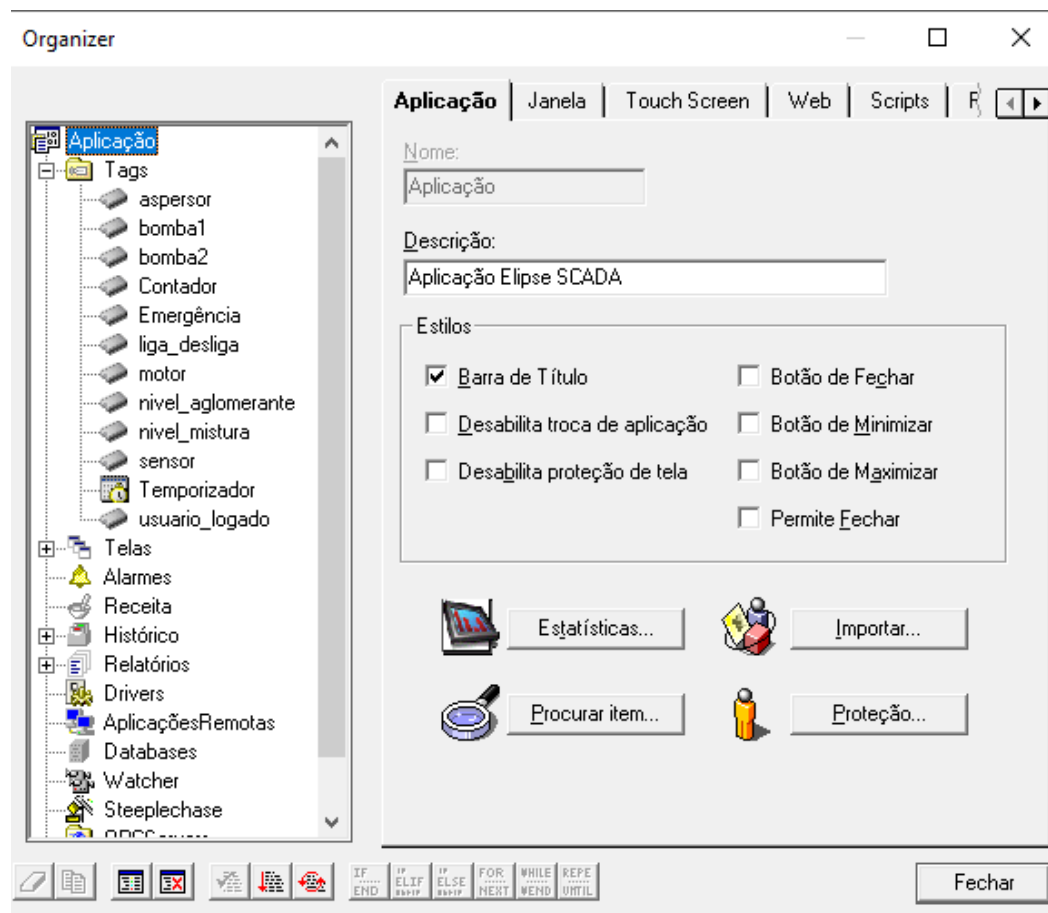 Organizer
Aplicação
Janela
Touch Screen
Web
Scripts
Aplicação
Tags
aspersor
bomba1
bomba2
Contador
Emergência
liga_desliga
motor
nivel_aglomerante
nivel_mistura
sensor
Temporizador
usuario_logado
Telas
Alarmes
Receita
Histórico
Relatórios
Drivers
AplicaçõesRemotas
Databases
Watcher
Steeplechase
Nome:
Aplicação
Descrição:
Aplicação Elipse SCADA
Estilos
Barra de Título
Botão de Fechar
Desabilita troca de aplicação
Botão de Minimizar
Desabilita proteção de tela
Botão de Maximizar
Permite Fechar
Estatísticas...
Importar...
Procurar item...
Proteção...
IF END
IF ELIF
IF ELSE
FOR NEXT
WHILE WEND
REPE UNTIL
Fechar